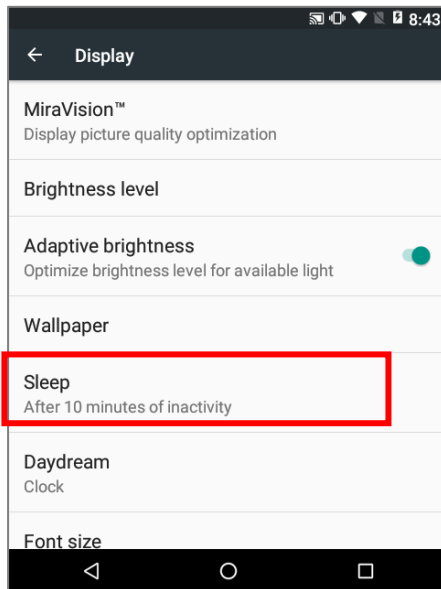 8:43
Display
MiraVision™
Display picture quality optimization
Brightness level
Adaptive brightness
Optimize brightness level for available light
Wallpaper
Sleep
After 10 minutes of inactivity
Daydream
Clock
Font size